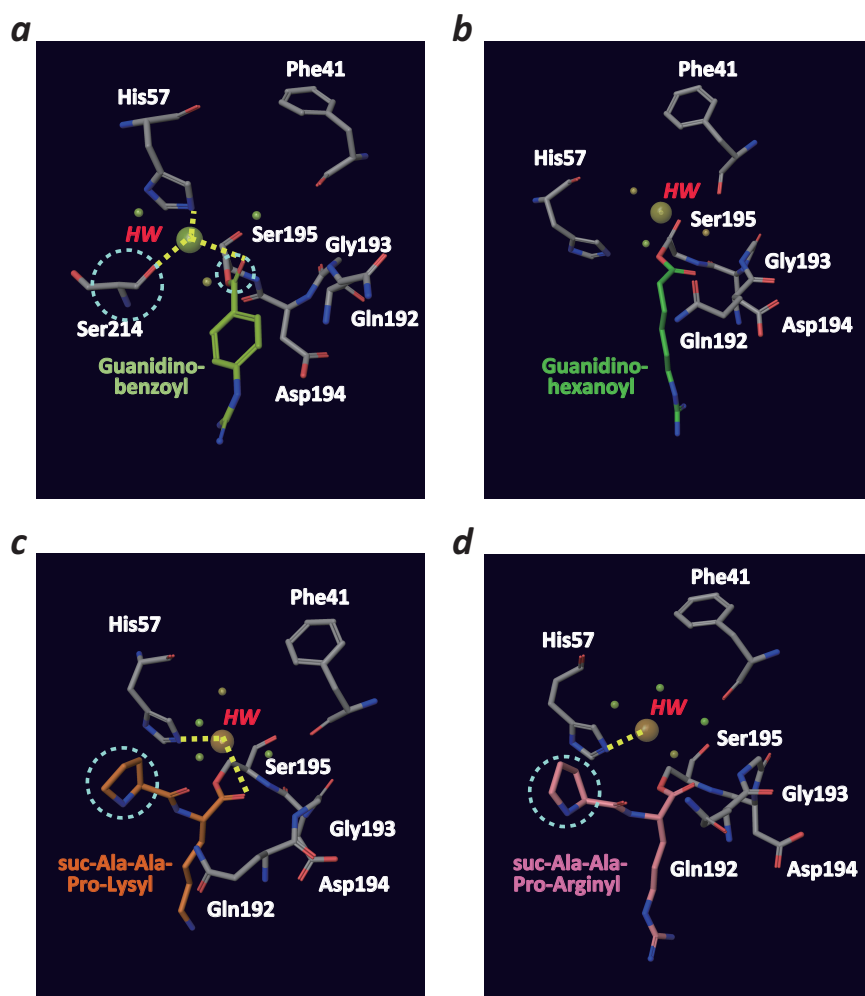 a
His57
Phe41
HW
Ser195
Gly193
Ser214
Gln192
Guanidino-
benzoyl
Asp194
b
Phe41
His57
HW
Ser195
Gly193
Gln192
Asp194
Guanidino-
hexanoyl
c
Phe41
His57
HW
Ser195
Gly193
suc-Ala-Ala-
Pro-Lysyl
Asp194
Gln192
d
Phe41
His57
HW
Ser195
Gly193
suc-Ala-Ala-
Pro-Arginyl
Gln192
Asp194